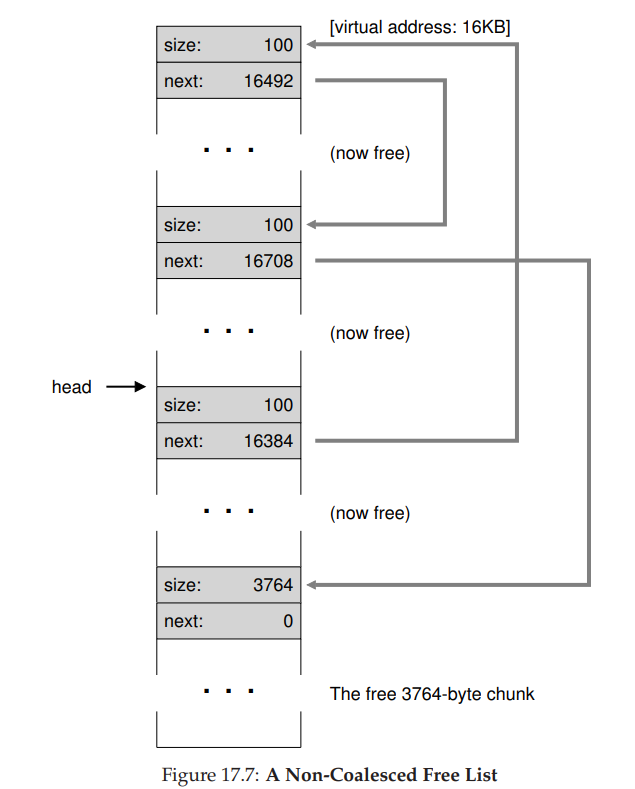 [virtual address: 16KB]
size: 100
next: 16492
. . .
(now free)
size: 100
next: 16708
. . .
(now free)
head
size: 100
next: 16384
. . .
(now free)
size: 3764
next: 0
. . .
The free 3764-byte chunk
Figure 17.7: A Non-Coalesced Free List